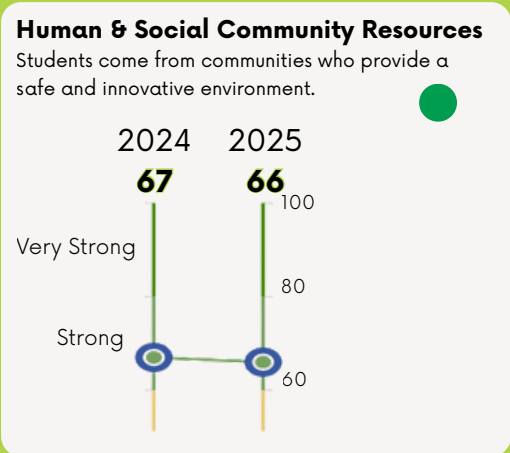 Human & Social Community Resources
Students come from communities who provide a
safe and innovative environment.
2024 2025
67 66
100
Very Strong
80
Strong
60